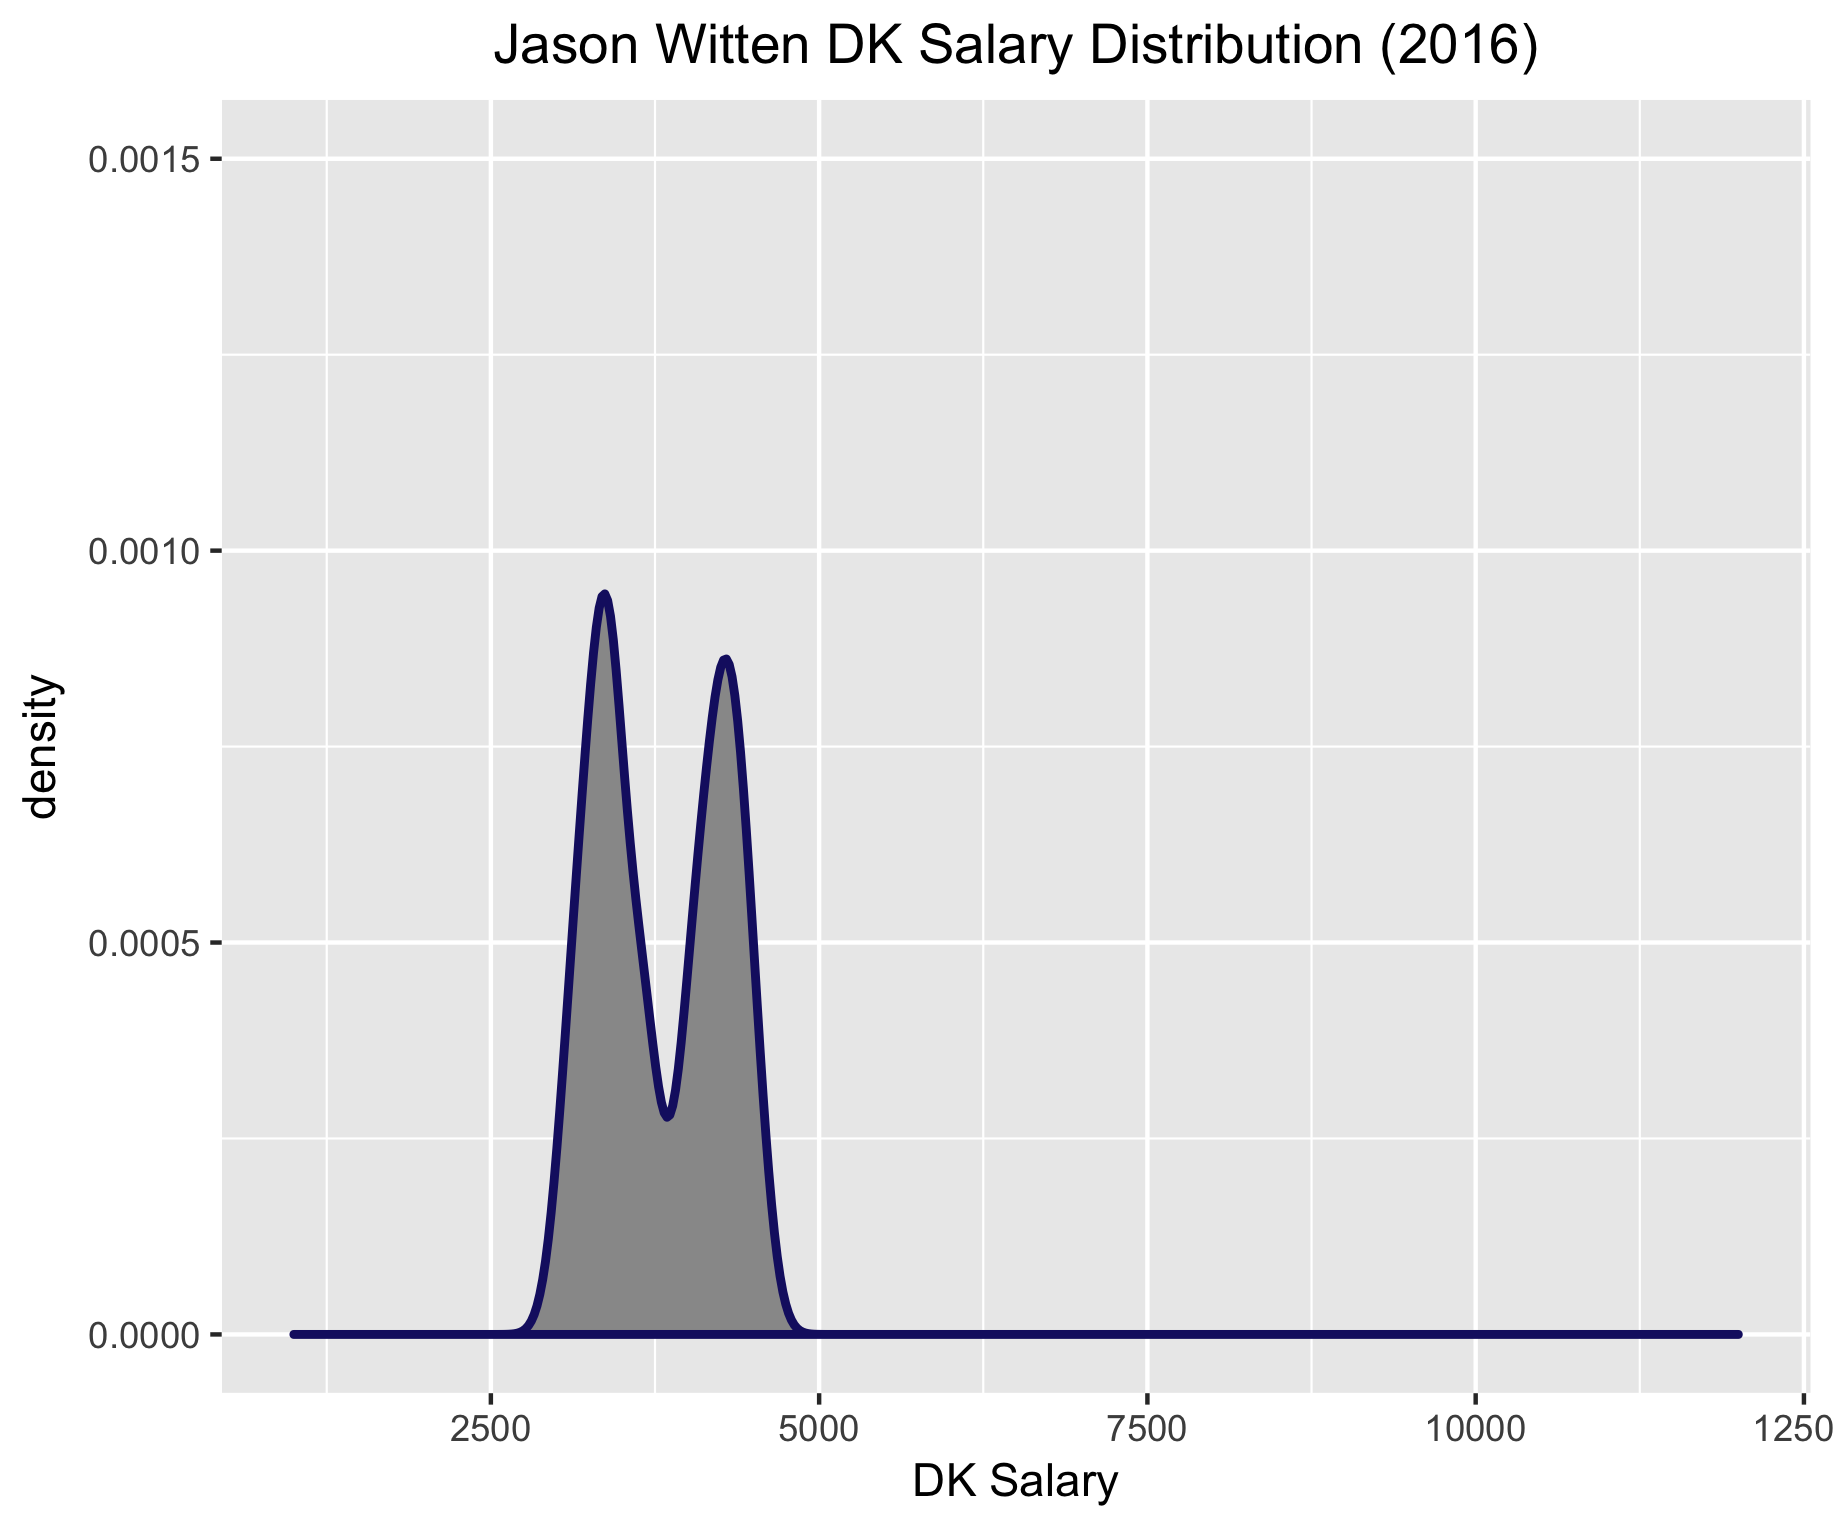 Jason Witten DK Salary Distribution (2016)
0.0015
0.0010
0.0005
0.0000
density
2500 5000 7500 10000 1250
DK Salary